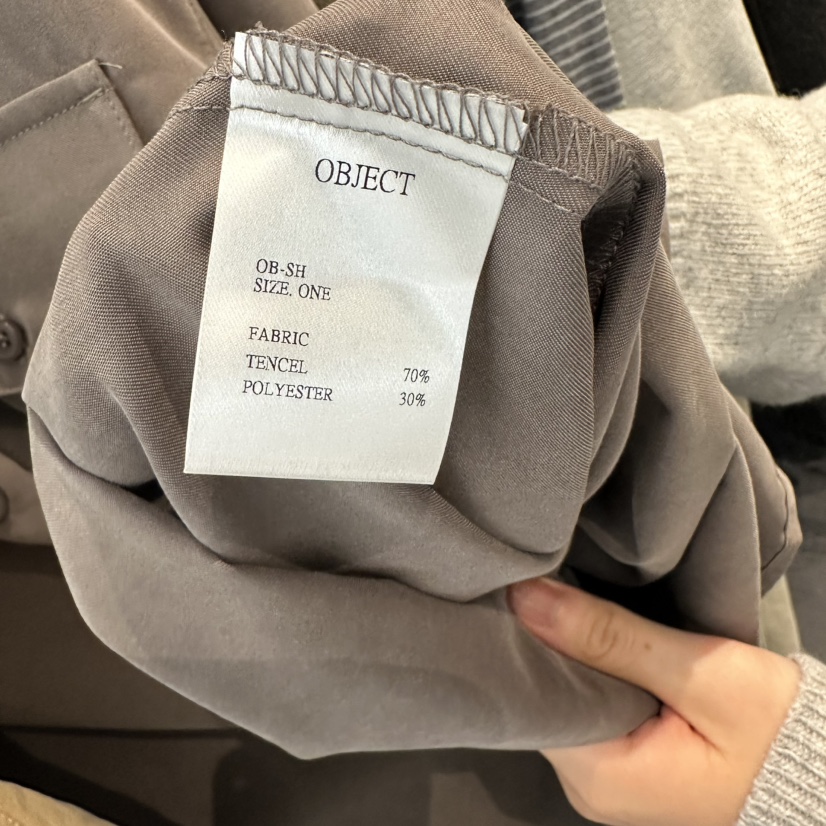 OBJECT
OB-SH
SIZE. ONE
FABRIC
TENCEL 70%
POLYESTER 30%